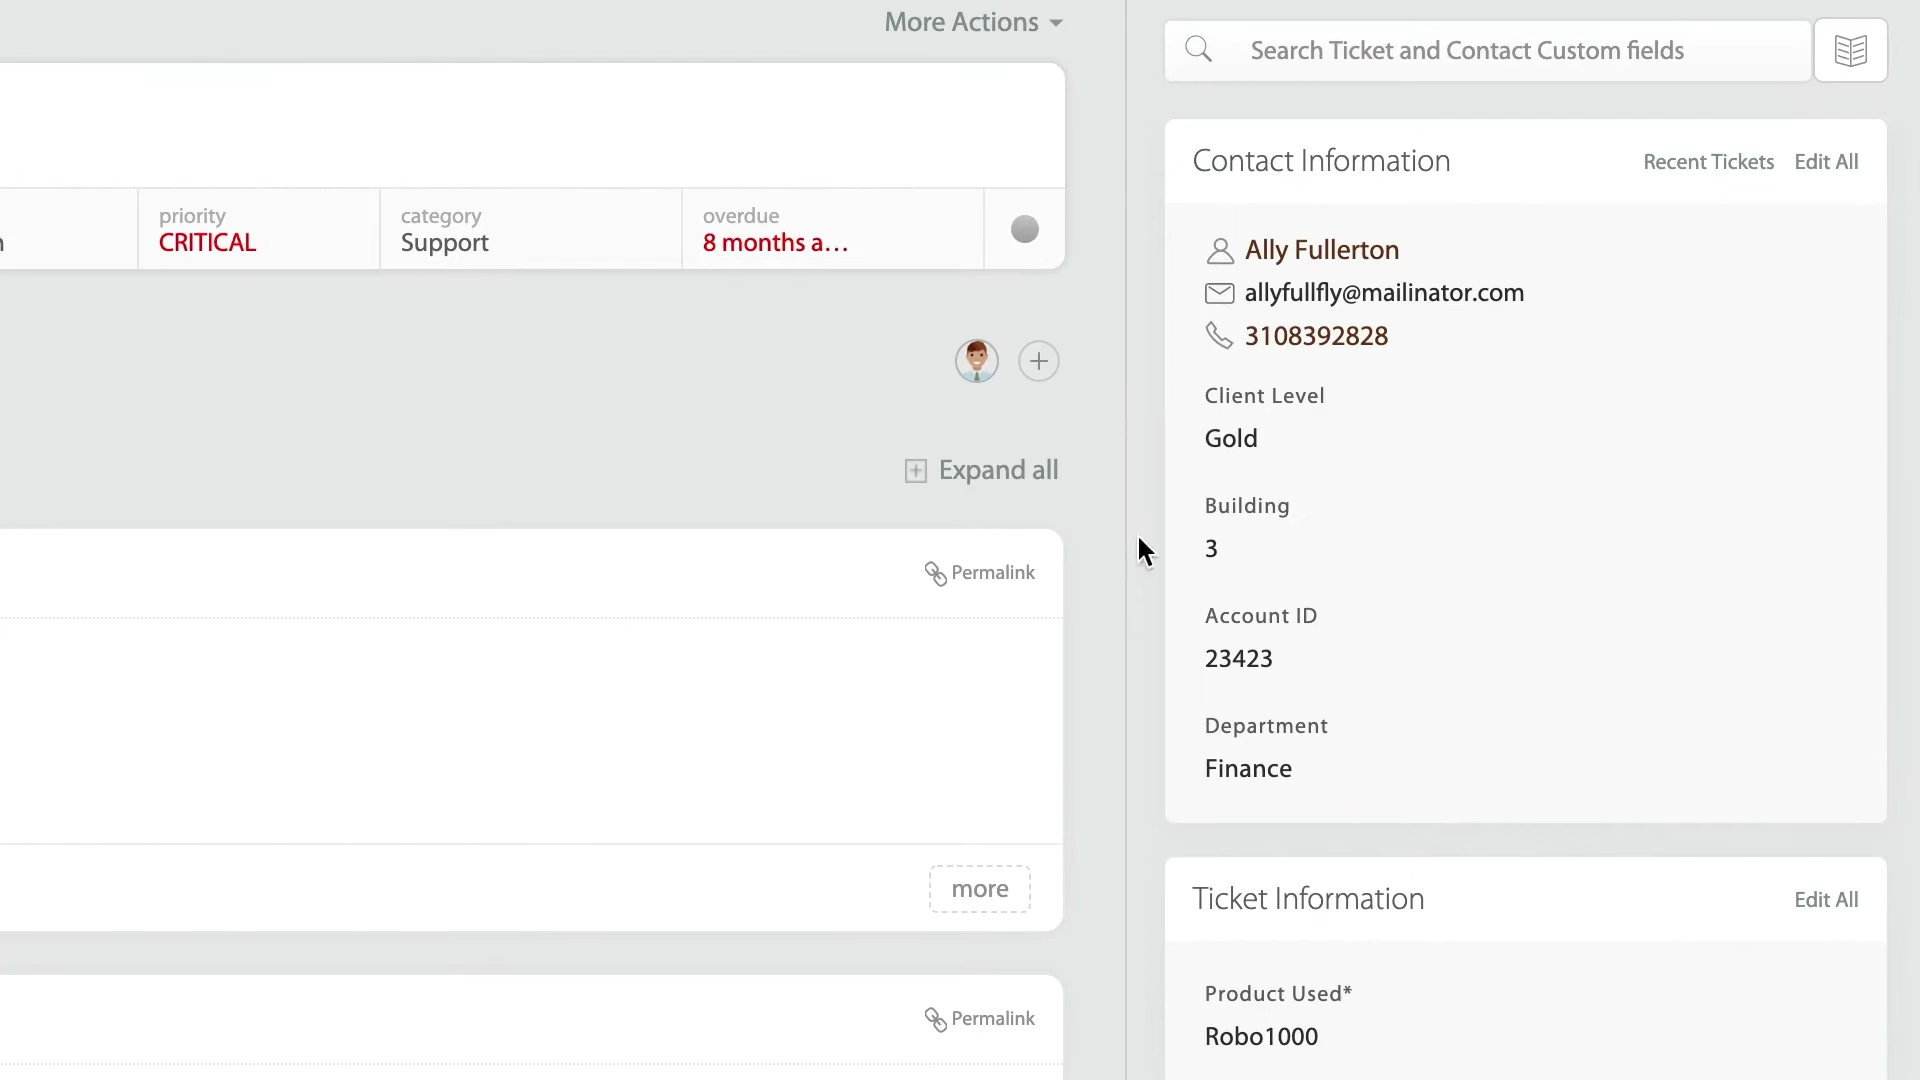 More Actions
Search Ticket and Contact Custom fields
Contact Information
Recent Tickets
Edit All
priority
CRITICAL
category
Support
overdue
8 months a...
Ally Fullerton
allyfullfly@mailinator.com
3108392828
Client Level
Gold
Expand all
Building
3
Permalink
Account ID
23423
Department
Finance
more
Ticket Information
Edit All
Product Used*
Robo1000
Permalink